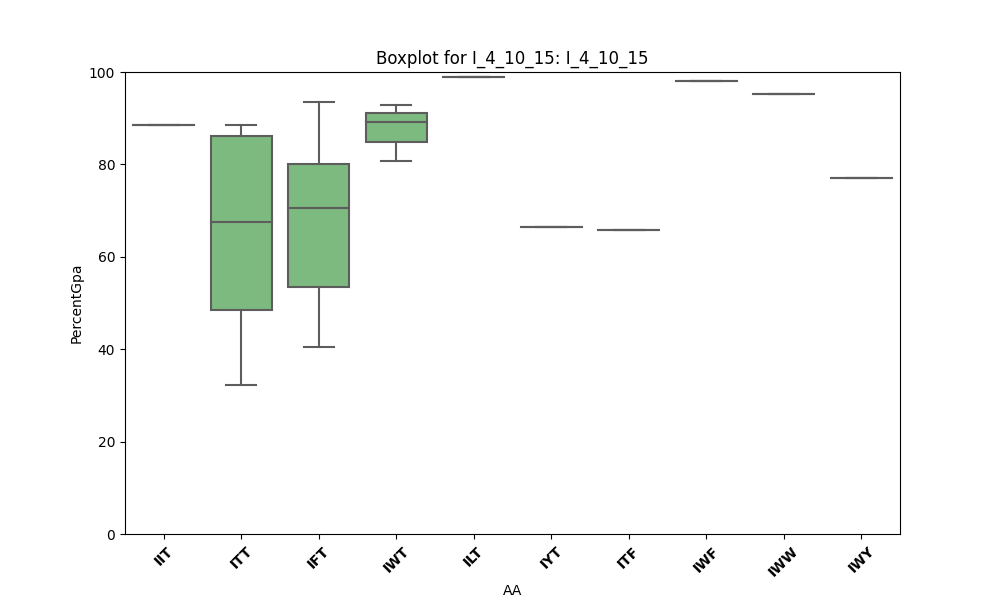 Boxplot for I_4_10_15: I_4_10_15
100
80
60
40
20
0
PercentGpa
IIT
ITT
IFT
IWT
ILT
IYT
ITF
IWF
IWW
IWY
AA